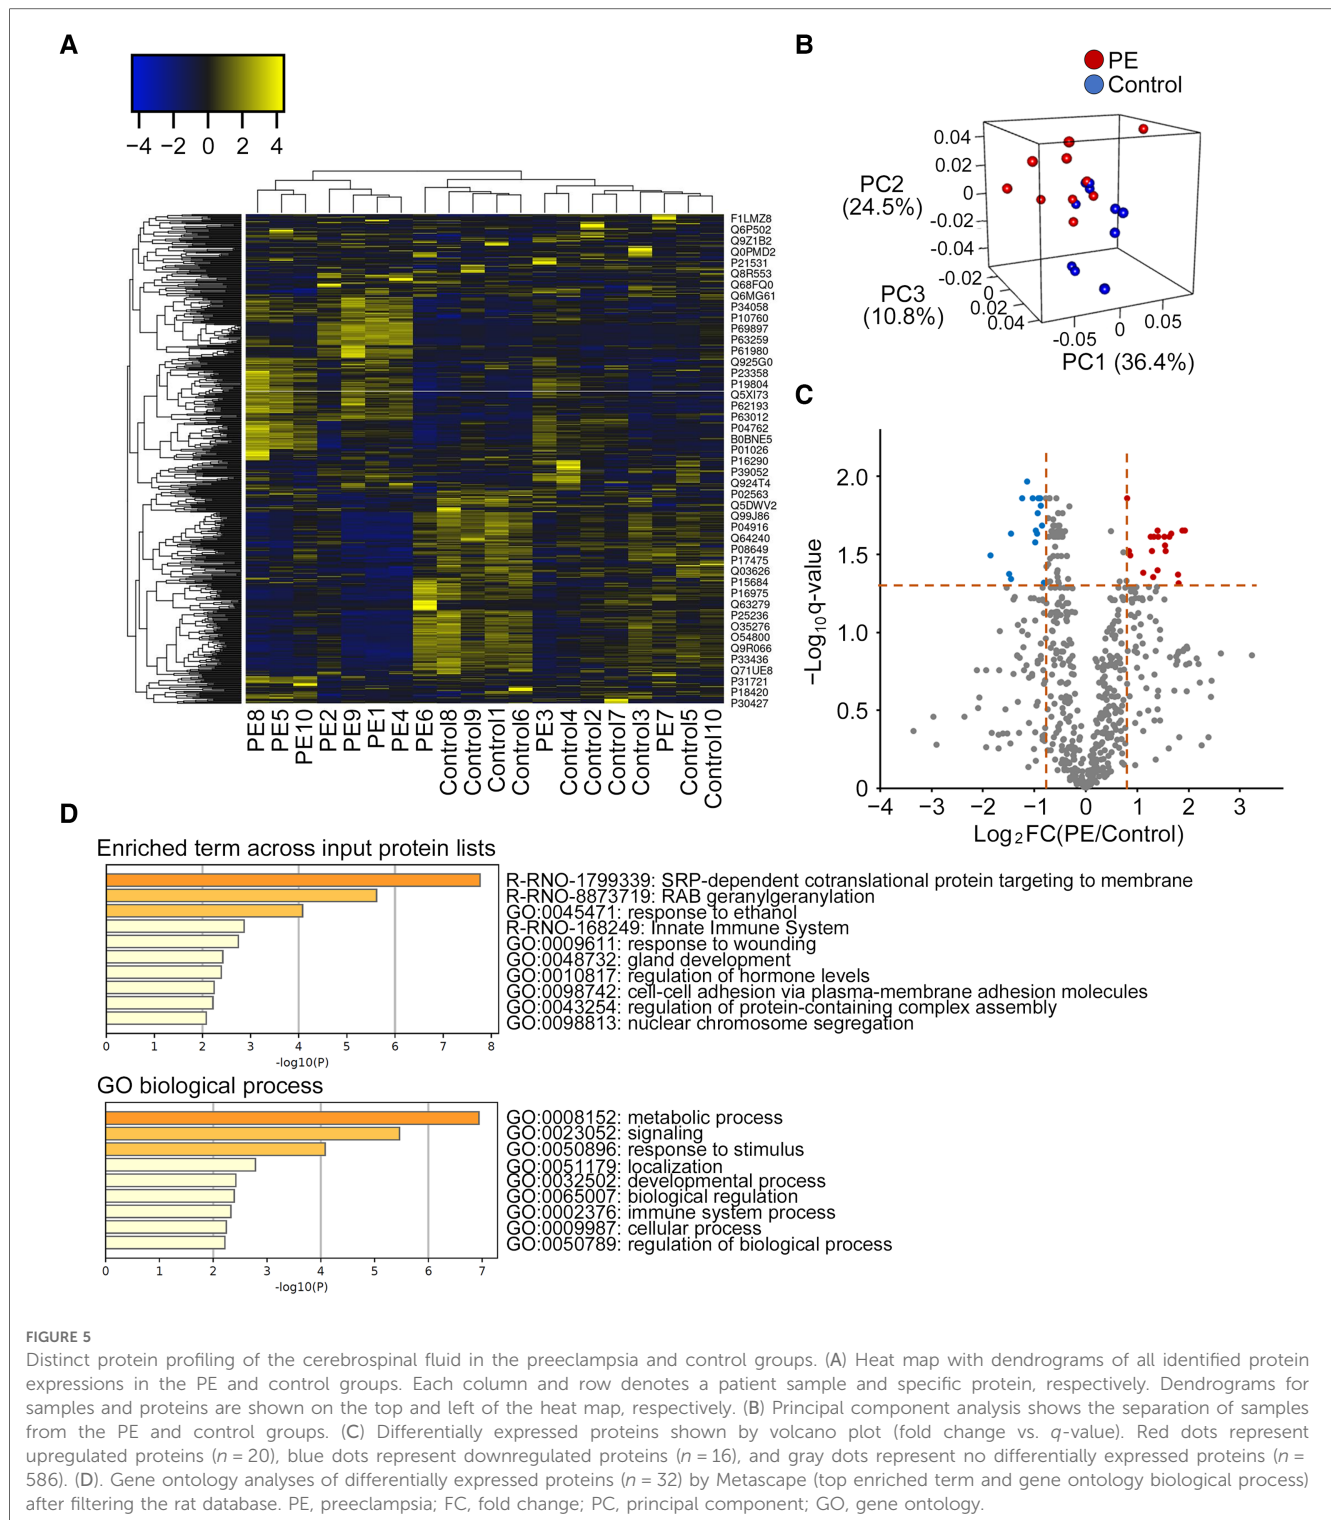 A
−4 −2 0 2 4
F1LMZ8
Q6P502
Q9Z1B2
Q0PMD2
P21531
Q8R553
Q68FQ0
Q6MG61
P34058
P10760
P69897
P63259
P61980
Q925G0
P23358
P19804
Q5XI73
P62193
P63012
P04762
B0BNE5
P01026
P16290
P39052
Q924T4
P02563
Q5DWV2
Q99J86
P04916
Q64240
P08649
P17475
Q03626
P15684
P16975
Q63279
P25236
O35276
O54800
Q9R066
P33436
Q71UE8
P31721
P18420
P30427
PE8
PE5
PE10
PE2
PE9
PE1
PE4
PE6
Control8
Control9
Control1
Control6
PE3
Control4
Control2
Control7
Control3
PE7
Control5
Control10
B
PE
Control
0.04
0.02
0
-0.02
-0.04
PC2
(24.5%)
-0.02
0
0.02
0.04
PC3
(10.8%)
-0.05
0
0.05
PC1 (36.4%)
C
2.0
1.5
1.0
0.5
0
−Log10q-value
−4 −3 −2 −1 0 1 2 3
Log2FC(PE/Control)
D
Enriched term across input protein lists
R-RNO-1799339: SRP-dependent cotranslational protein targeting to membrane
R-RNO-8873719: RAB geranylgeranylation
GO:0045471: response to ethanol
R-RNO-168249: Innate Immune System
GO:0009611: response to wounding
GO:0048732: gland development
GO:0010817: regulation of hormone levels
GO:0098742: cell-cell adhesion via plasma-membrane adhesion molecules
GO:0043254: regulation of protein-containing complex assembly
GO:0098813: nuclear chromosome segregation
0 1 2 3 4 5 6 7 8
-log10(P)
GO biological process
GO:0008152: metabolic process
GO:0023052: signaling
GO:0050896: response to stimulus
GO:0051179: localization
GO:0032502: developmental process
GO:0065007: biological regulation
GO:0002376: immune system process
GO:0009987: cellular process
GO:0050789: regulation of biological process
0 1 2 3 4 5 6 7
-log10(P)
FIGURE 5
Distinct protein profiling of the cerebrospinal fluid in the preeclampsia and control groups. (A) Heat map with dendrograms of all identified protein
expressions in the PE and control groups. Each column and row denotes a patient sample and specific protein, respectively. Dendrograms for
samples and proteins are shown on the top and left of the heat map, respectively. (B) Principal component analysis shows the separation of samples
from the PE and control groups. (C) Differentially expressed proteins shown by volcano plot (fold change vs. q-value). Red dots represent
upregulated proteins (n = 20), blue dots represent downregulated proteins (n = 16), and gray dots represent no differentially expressed proteins (n =
586). (D). Gene ontology analyses of differentially expressed proteins (n = 32) by Metascape (top enriched term and gene ontology biological process)
after filtering the rat database. PE, preeclampsia; FC, fold change; PC, principal component; GO, gene ontology.